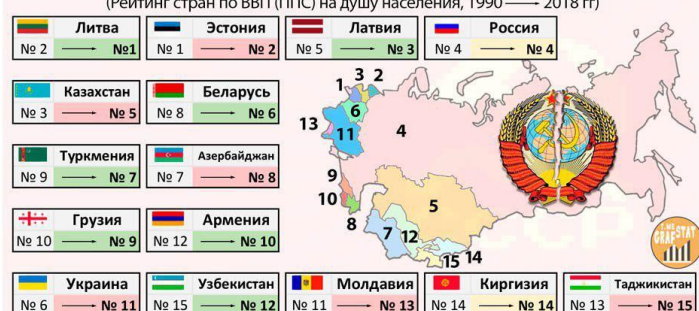 (Рейтинг стран по ВВП (ППС) на душу населения, 1990 → 2018 гг)
Литва
№ 2 → №1
Эстония
№ 1 → № 2
Латвия
№ 5 → № 3
Россия
№ 4 → № 4
Казахстан
№ 3 → № 5
Беларусь
№ 8 → № 6
Туркмения
№ 9 → № 7
Азербайджан
№ 7 → № 8
Грузия
№ 10 → № 9
Армения
№ 12 → № 10
Украина
№ 6 → № 11
Узбекистан
№ 15 → № 12
Молдавия
№ 11 → № 13
Киргизия
№ 14 → № 14
Таджикистан
№ 13 → № 15
3 2
1
6
13
11
4
9
10
8
5
7
12
14
15
СССР
T.ME
GRAFSTAT